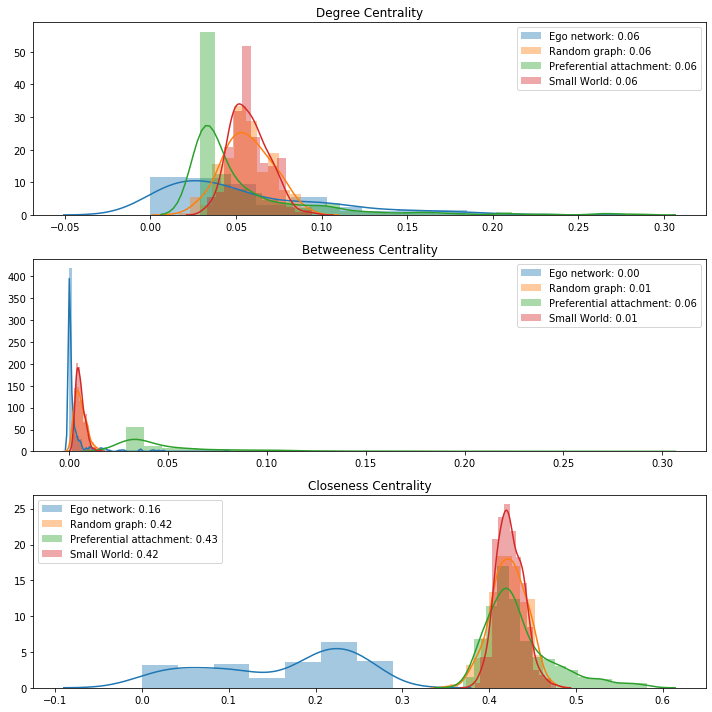 Degree Centrality
50
40
30
20
10
0
−0.05 0.00 0.05 0.10 0.15 0.20 0.25 0.30
Ego network: 0.06
Random graph: 0.06
Preferential attachment: 0.06
Small World: 0.06
Betweeness Centrality
400
350
300
250
200
150
100
50
0
0.00 0.05 0.10 0.15 0.20 0.25 0.30
Ego network: 0.00
Random graph: 0.01
Preferential attachment: 0.06
Small World: 0.01
Closeness Centrality
25
20
15
10
5
0
−0.1 0.0 0.1 0.2 0.3 0.4 0.5 0.6
Ego network: 0.16
Random graph: 0.42
Preferential attachment: 0.43
Small World: 0.42